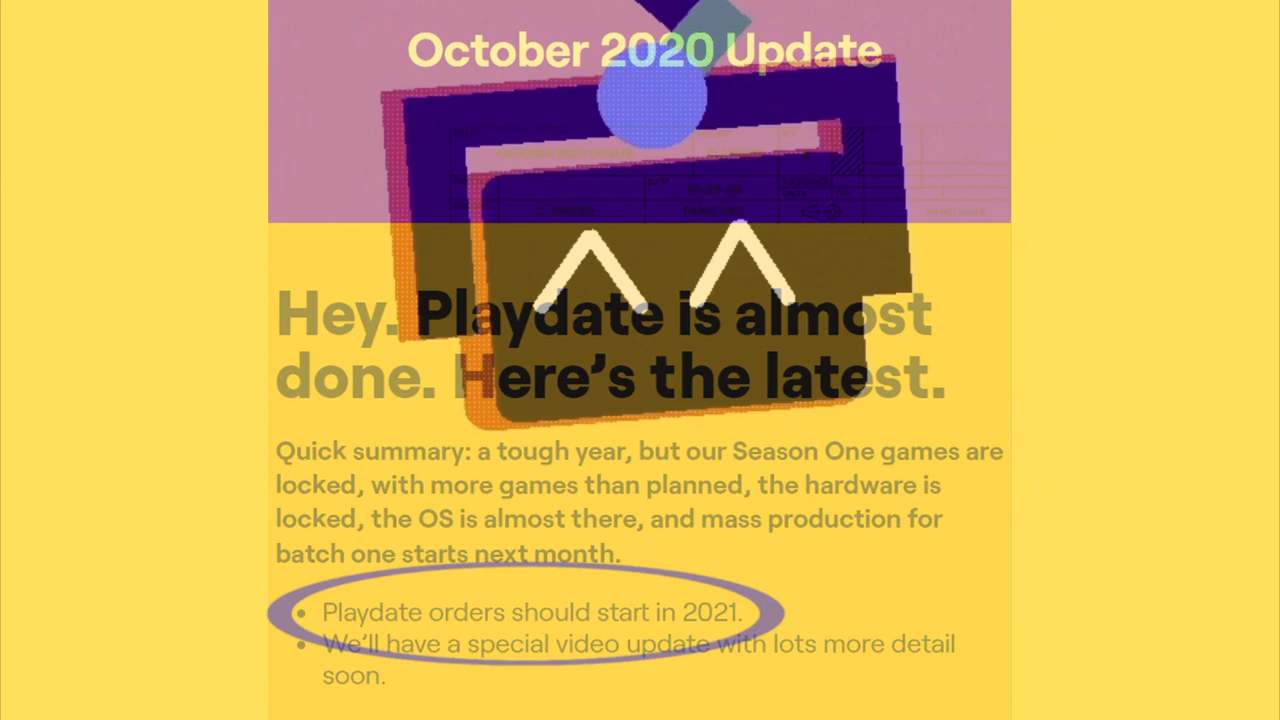 October 2020 Update
Hey. Playdate is almost
done. Here’s the latest.
Quick summary: a tough year, but our Season One games are
locked, with more games than planned, the hardware is
locked, the OS is almost there, and mass production for
batch one starts next month.
• Playdate orders should start in 2021.
• We’ll have a special video update with lots more detail
soon.